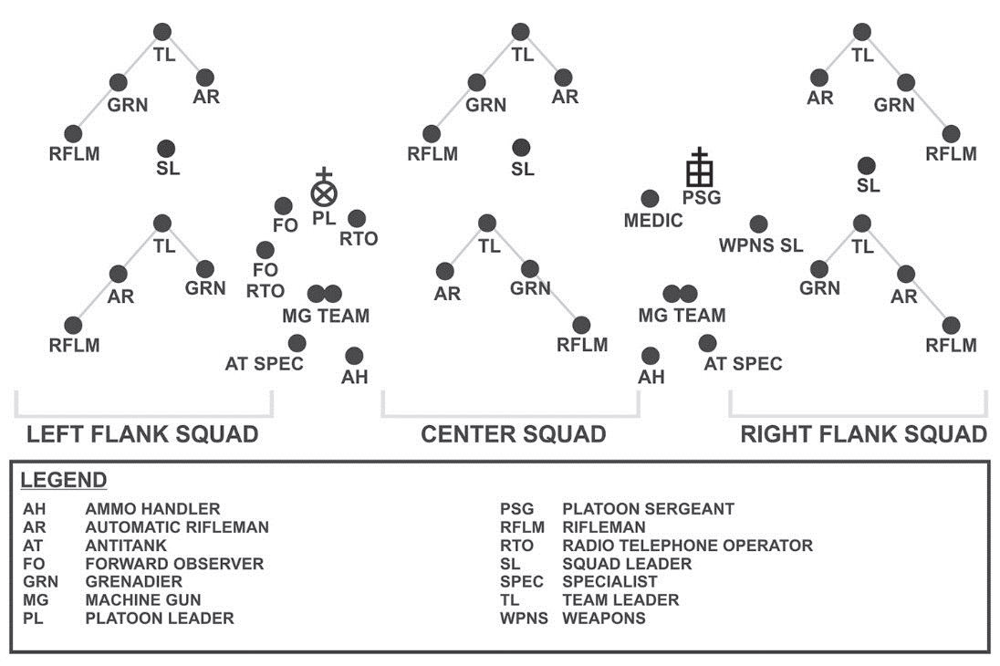 TL TL TL
AR AR AR
GRN GRN GRN
RFLM RFLM RFLM
SL SL SL
PSG
FO PL MEDIC
RTO WPNS SL
TL TL TL
FO
RTO
AR GRN AR GRN GRN AR
MG TEAM MG TEAM
RFLM RFLM RFLM
AT SPEC AH AH AT SPEC
LEFT FLANK SQUAD CENTER SQUAD RIGHT FLANK SQUAD
LEGEND
AH AMMO HANDLER
AR AUTOMATIC RIFLEMAN
AT ANTITANK
FO FORWARD OBSERVER
GRN GRENADIER
MG MACHINE GUN
PL PLATOON LEADER
PSG PLATOON SERGEANT
RFLM RIFLEMAN
RTO RADIO TELEPHONE OPERATOR
SL SQUAD LEADER
SPEC SPECIALIST
TL TEAM LEADER
WPNS WEAPONS